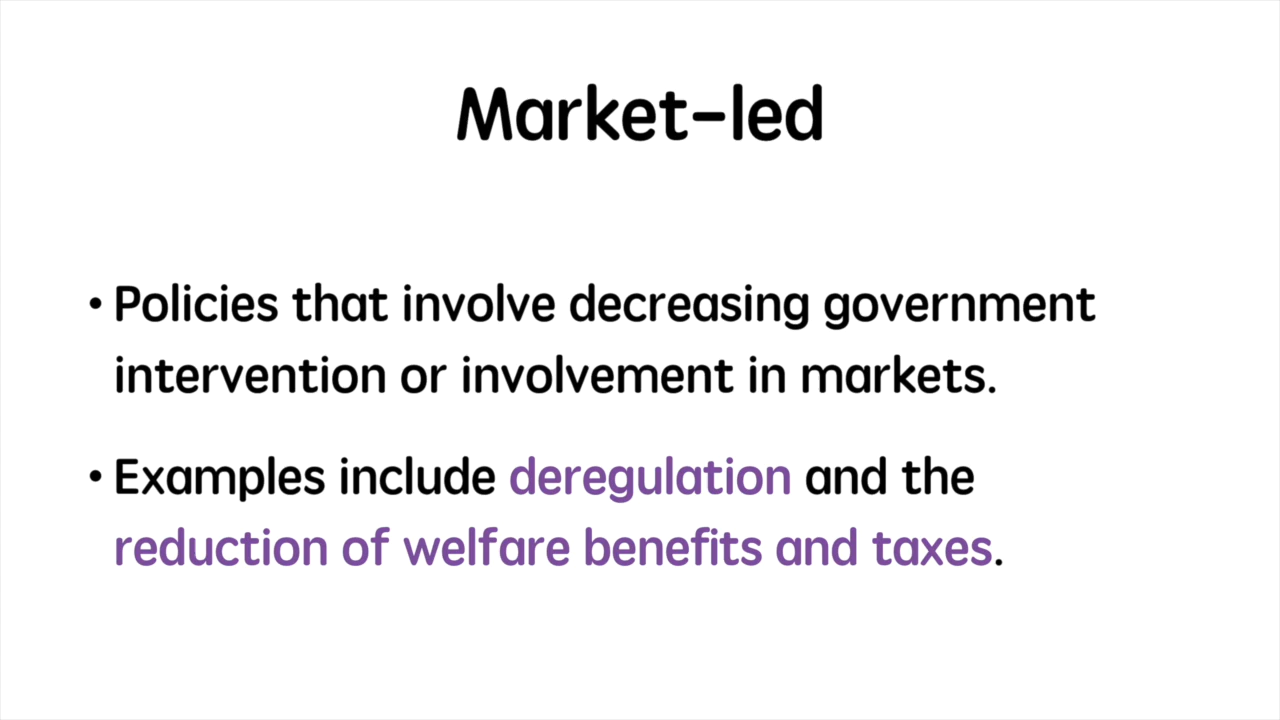 Market-led
• Policies that involve decreasing government
intervention or involvement in markets.
• Examples include deregulation and the
reduction of welfare benefits and taxes.